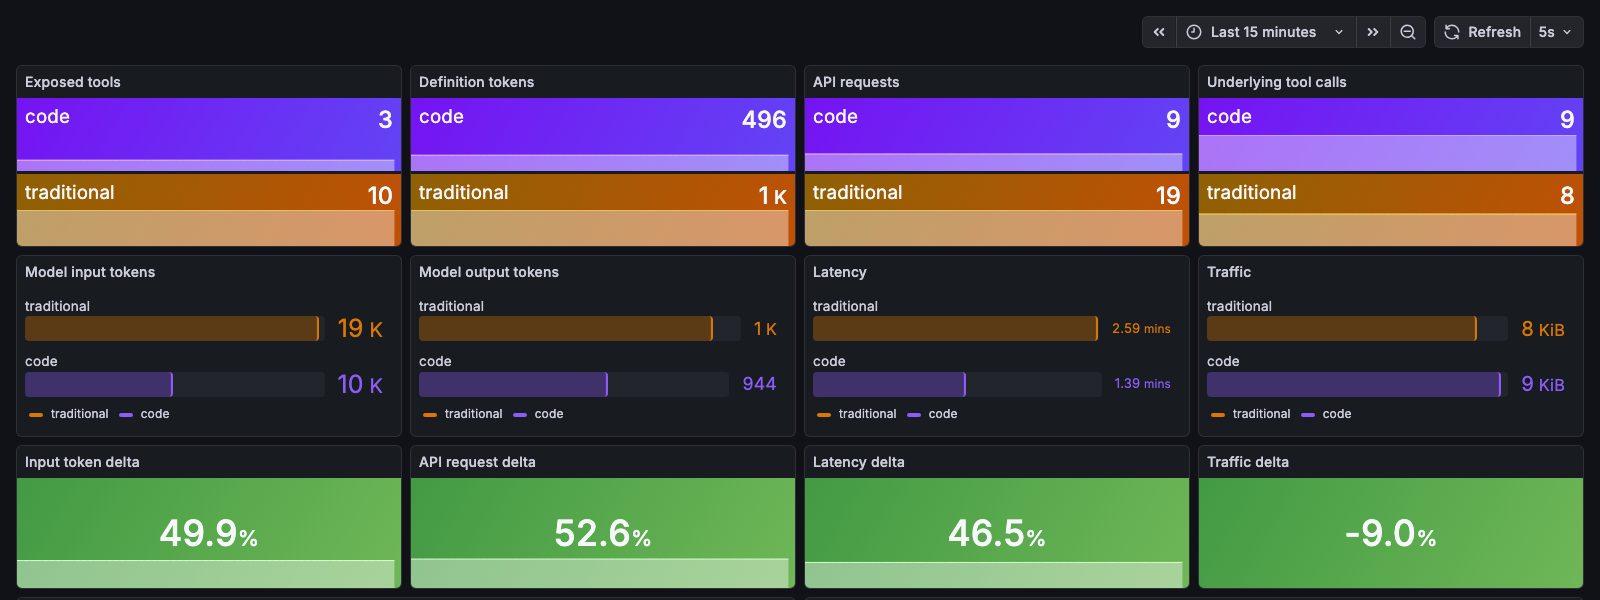 Last 15 minutes
Refresh
5s
Exposed tools
code
3
traditional
10
Definition tokens
code
496
traditional
1 K
API requests
code
9
traditional
19
Underlying tool calls
code
9
traditional
8
Model input tokens
traditional
19 K
code
10 K
traditional code
Model output tokens
traditional
1 K
code
944
traditional code
Latency
traditional
2.59 mins
code
1.39 mins
traditional code
Traffic
traditional
8 KiB
code
9 KiB
traditional code
Input token delta
49.9%
API request delta
52.6%
Latency delta
46.5%
Traffic delta
-9.0%